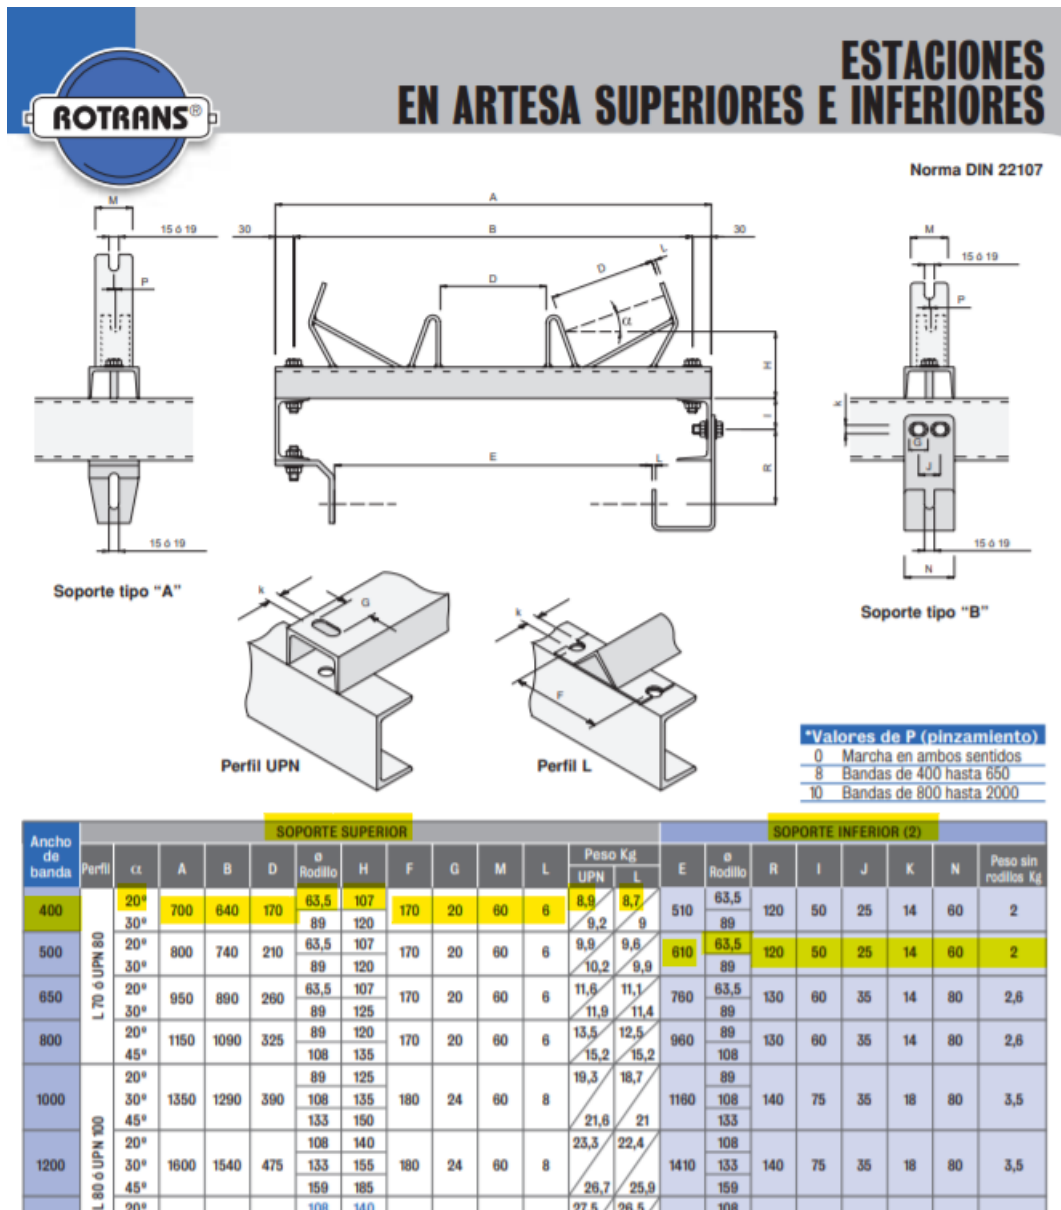 ROTRANS®
ESTACIONES
EN ARTESA SUPERIORES E INFERIORES
Norma DIN 22107
M
15 ó 19
P
15 ó 19
Soporte tipo "A"
A
30 B 30
L
D D
α
H
I
E L
R
M
15 ó 19
P
k
G
J
15 ó 19
N
Soporte tipo "B"
k
G
Perfil UPN
k
F
Perfil L
*Valores de P (pinzamiento)
0 Marcha en ambos sentidos
8 Bandas de 400 hasta 650
10 Bandas de 800 hasta 2000
SOPORTE SUPERIOR SOPORTE INFERIOR (2)
Ancho de banda Perfil α A B D ø Rodillo H F G M L Peso Kg UPN L E ø Rodillo R I J K N Peso sin rodillos Kg
L 70 ó UPN 80
400 20º 700 640 170 63,5 107 170 20 60 6 8,9 8,7 510 63,5 120 50 25 14 60 2
30º 89 120 9,2 9 89
500 20º 800 740 210 63,5 107 170 20 60 6 9,9 9,6 610 63,5 120 50 25 14 60 2
30º 89 120 10,2 9,9 89
650 20º 950 890 260 63,5 107 170 20 60 6 11,6 11,1 760 63,5 130 60 35 14 80 2,6
30º 89 125 11,9 11,4 89
800 20º 1150 1090 325 89 120 170 20 60 6 13,5 12,5 960 89 130 60 35 14 80 2,6
45º 108 135 15,2 15,2 108
L 80 ó UPN 100
1000 20º 1350 1290 390 89 125 180 24 60 8 19,3 18,7 1160 89 140 75 35 18 80 3,5
30º 108 135 108
45º 133 150 21,6 21 133
1200 20º 1600 1540 475 108 140 180 24 60 8 23,3 22,4 1410 108 140 75 35 18 80 3,5
30º 133 155 133
45º 159 185 26,7 25,9 159
20º 108 140 27,5 26,5 108